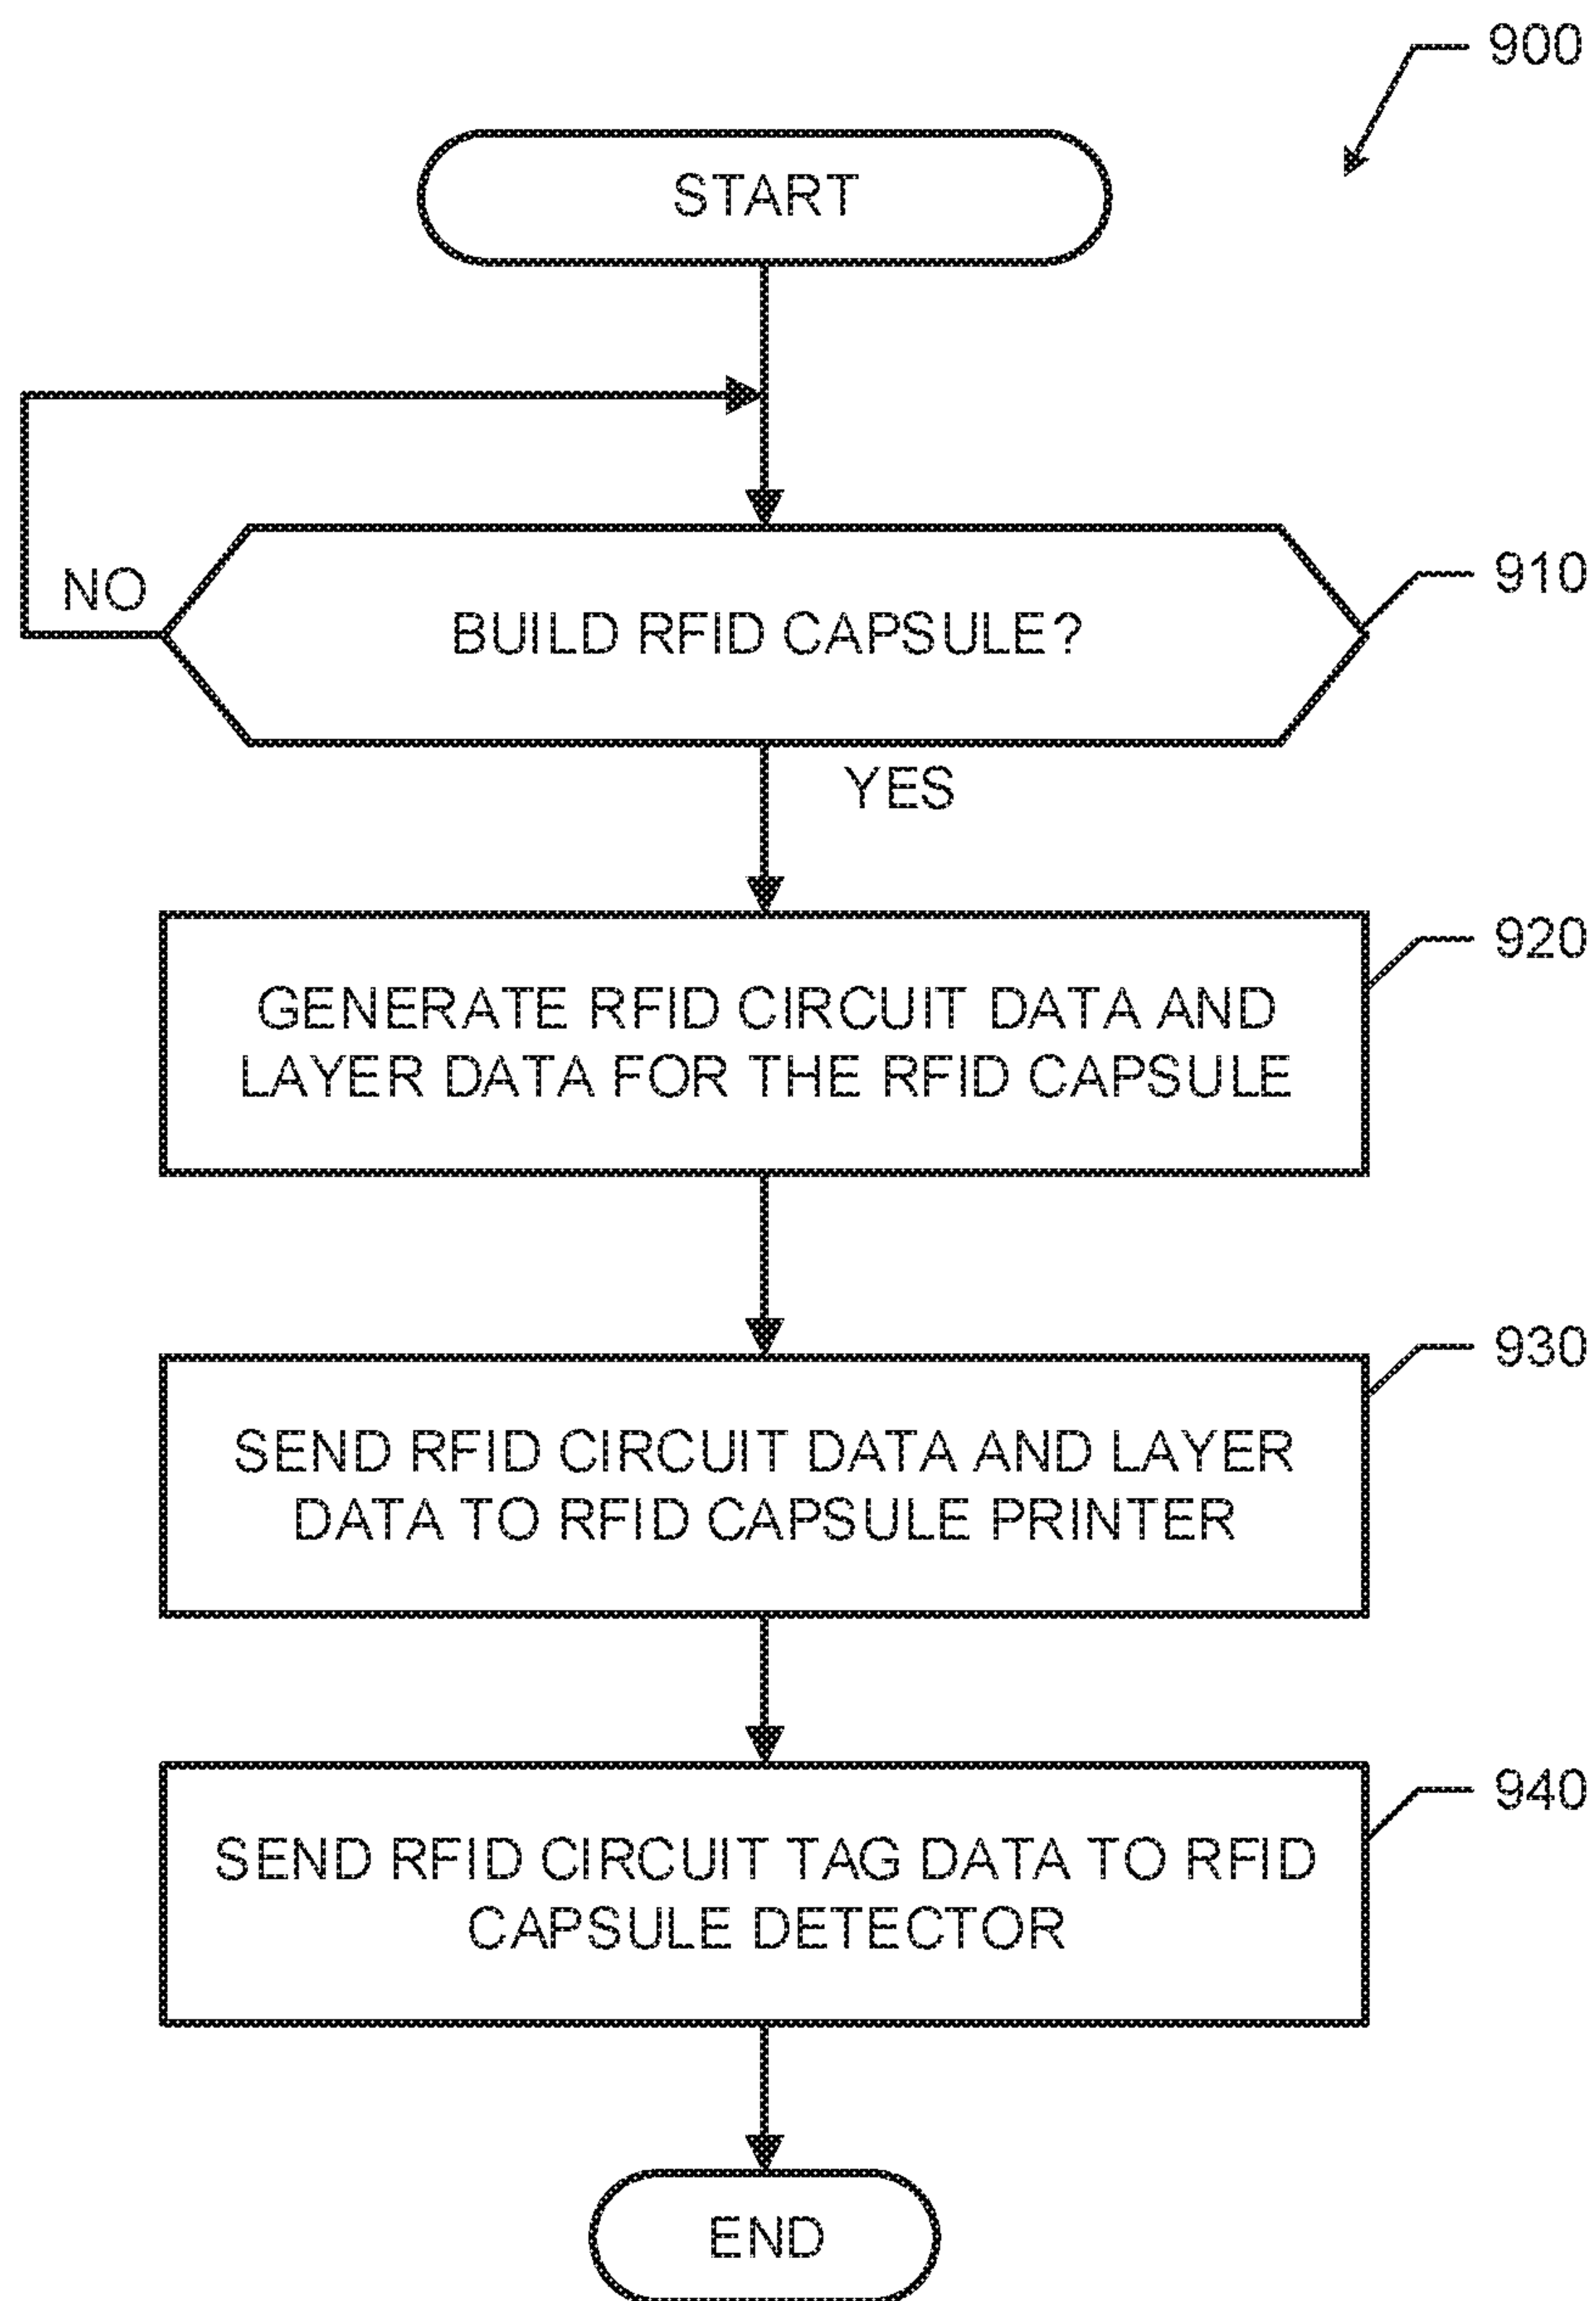 900
START
NO
BUILD RFID CAPSULE?
910
YES
920
GENERATE RFID CIRCUIT DATA AND
LAYER DATA FOR THE RFID CAPSULE
930
SEND RFID CIRCUIT DATA AND LAYER
DATA TO RFID CAPSULE PRINTER
940
SEND RFID CIRCUIT TAG DATA TO RFID
CAPSULE DETECTOR
END